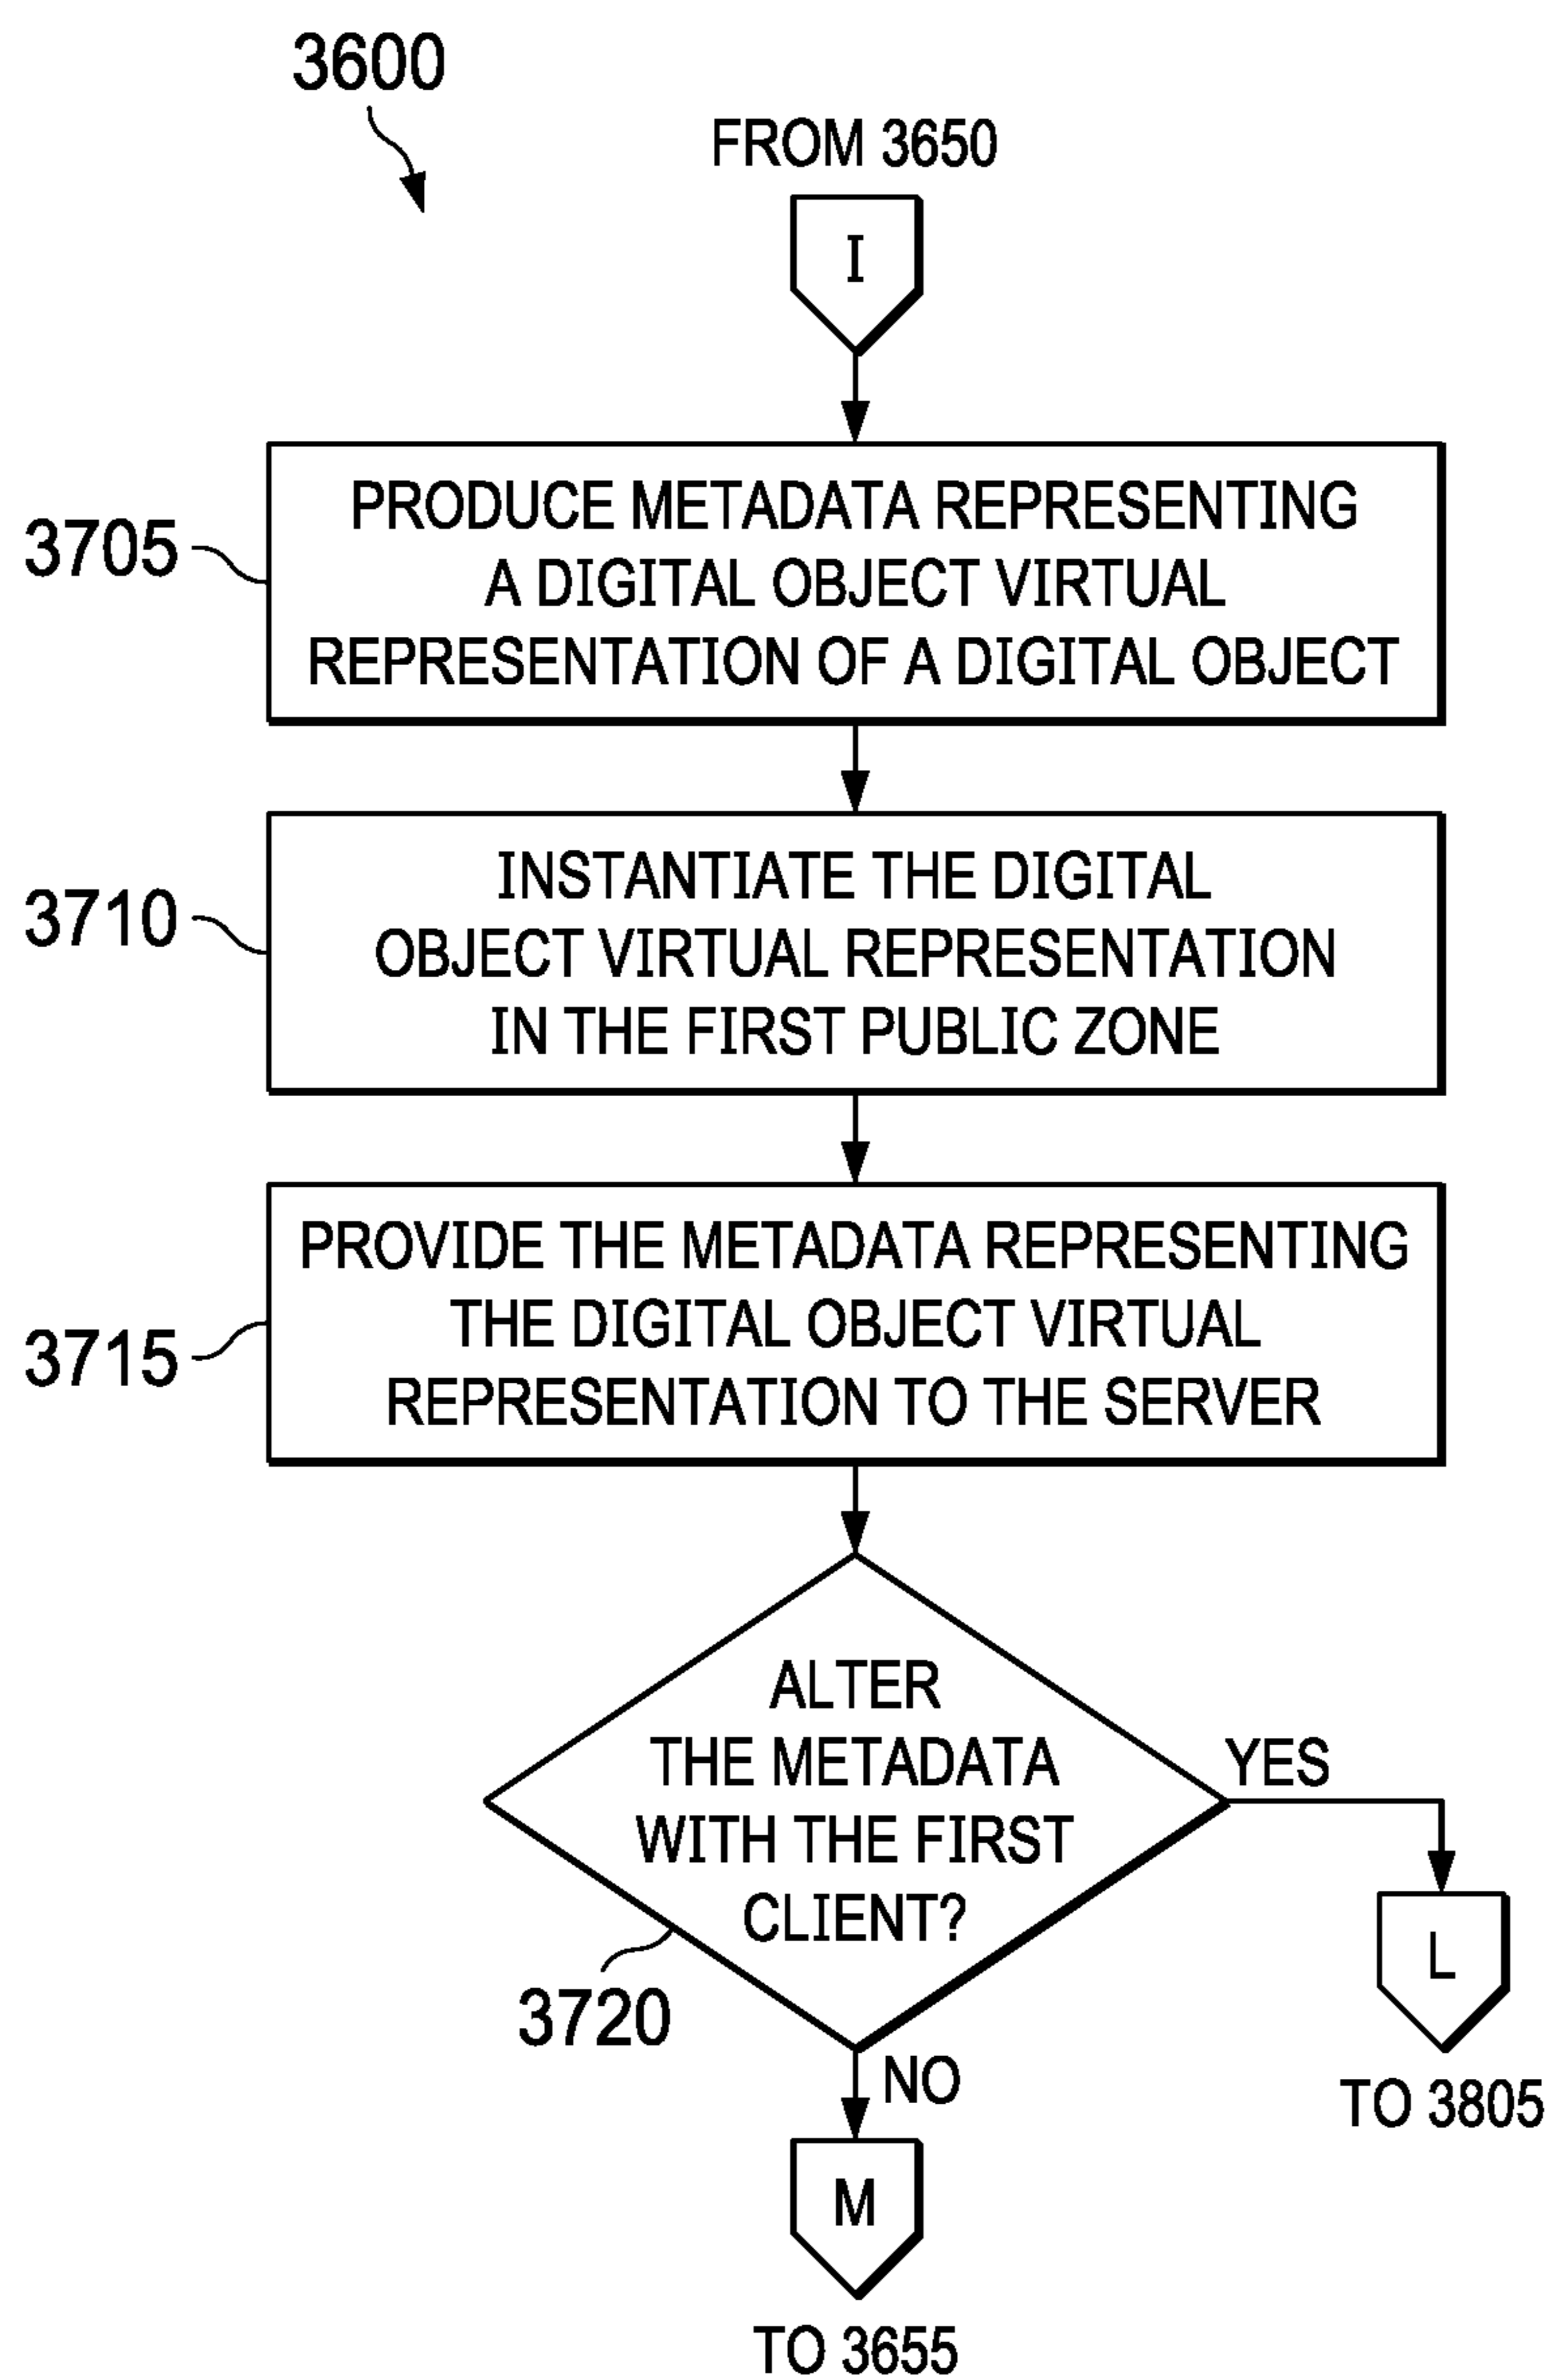 3600
FROM 3650
I
3705
PRODUCE METADATA REPRESENTING
A DIGITAL OBJECT VIRTUAL
REPRESENTATION OF A DIGITAL OBJECT
3710
INSTANTIATE THE DIGITAL
OBJECT VIRTUAL REPRESENTATION
IN THE FIRST PUBLIC ZONE
3715
PROVIDE THE METADATA REPRESENTING
THE DIGITAL OBJECT VIRTUAL
REPRESENTATION TO THE SERVER
ALTER
THE METADATA
WITH THE FIRST
CLIENT?
3720
YES
L
TO 3805
NO
M
TO 3655